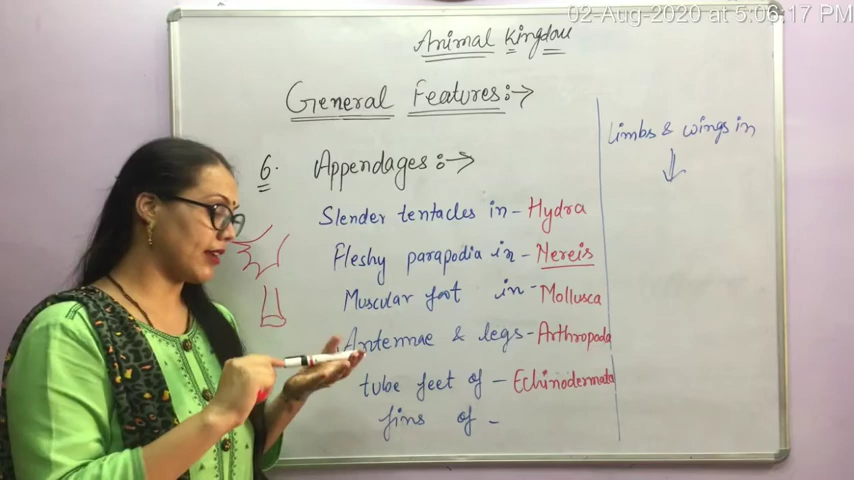 02-Aug-2020 at 5:06:17 PM
Animal Kingdom
General Features:→
6. Appendages:→
Slender tentacles in - Hydra
Fleshy parapodia in - Nereis
Muscular foot in - Mollusca
Antennae & legs - Arthropoda
tube feet of - Echinodermata
fins of -
Limbs & wings in
↓